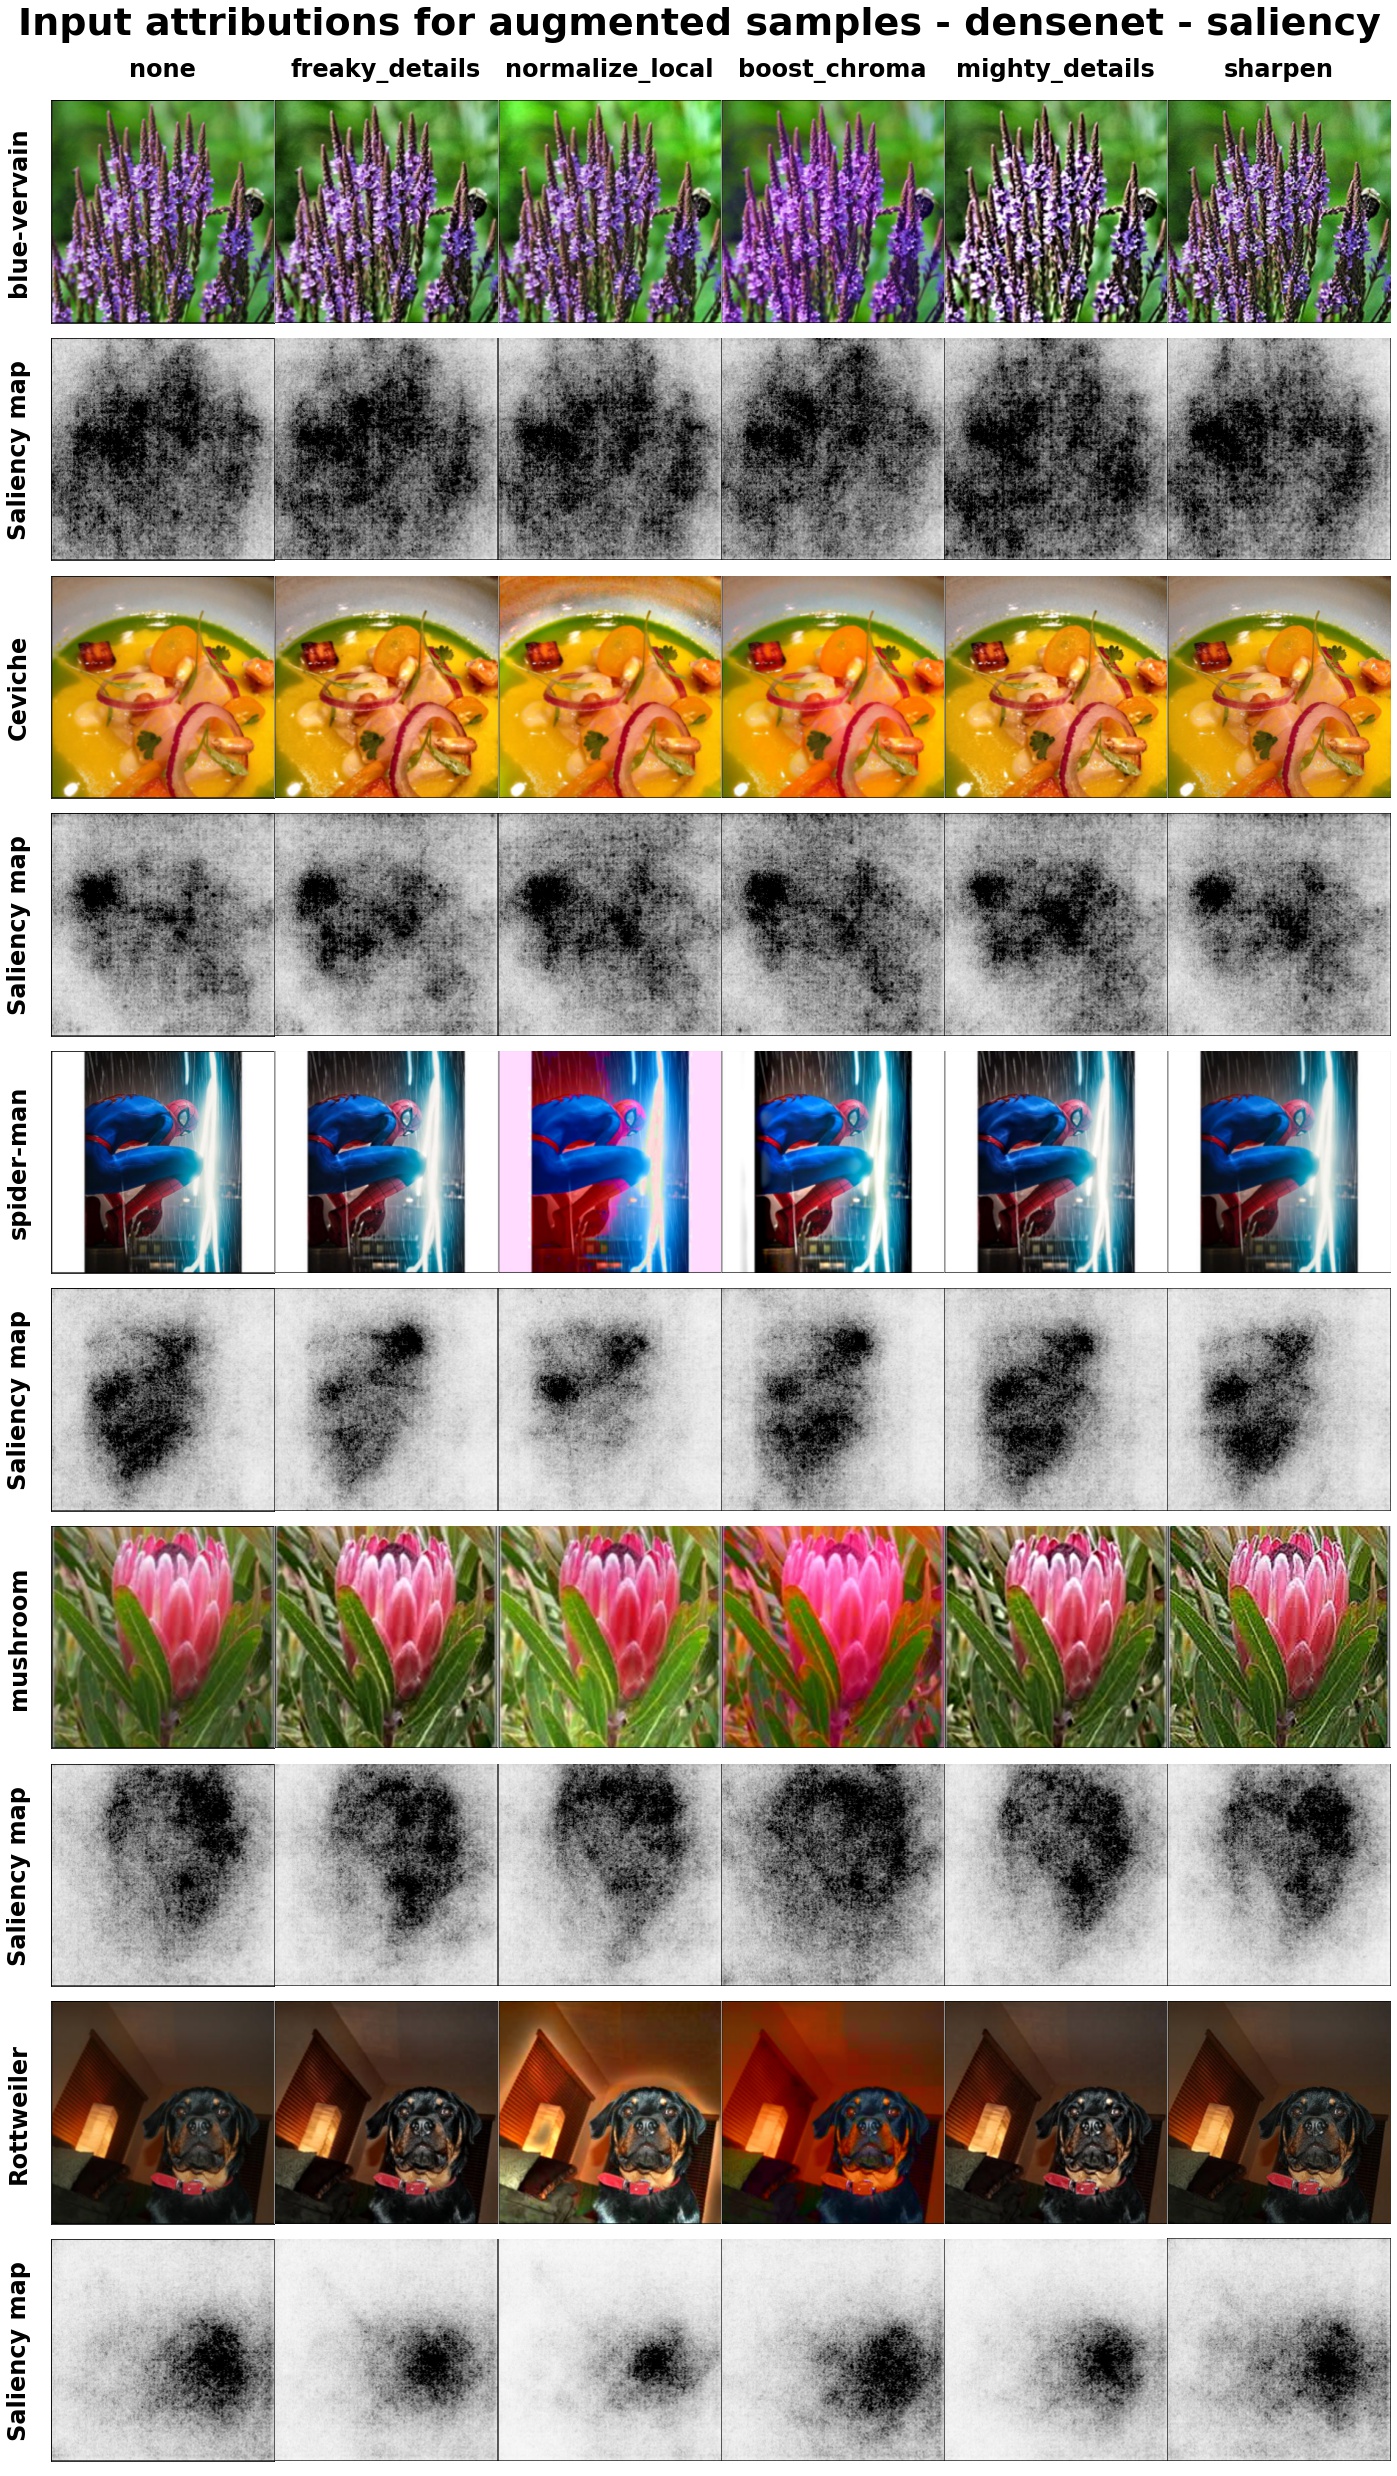 Input attributions for augmented samples - densenet - saliency
none freaky_details normalize_local boost_chroma mighty_details sharpen
blue-vervain
Saliency map
Ceviche
Saliency map
spider-man
Saliency map
mushroom
Saliency map
Rottweiler
Saliency map